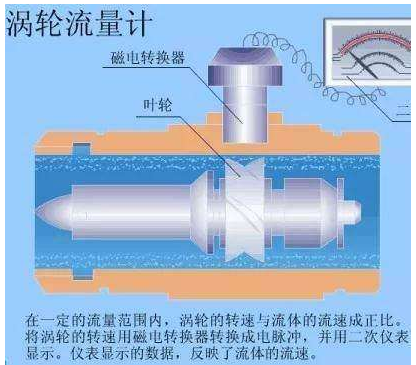 涡轮流量计
磁电转换器
叶轮
在一定的流量范围内，涡轮的转速与流体的流速成正比。
将涡轮的转速用磁电转换器转换成电脉冲，并用二次仪表
显示。仪表显示的数据，反映了流体的流速。